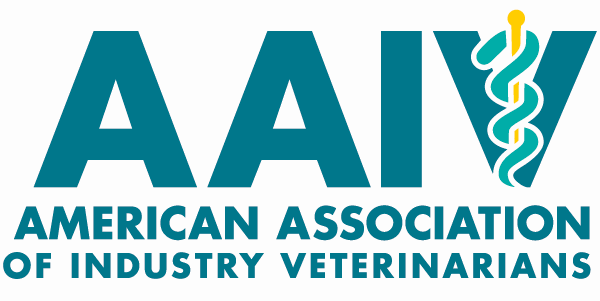 AAIV
AMERICAN ASSOCIATION
OF INDUSTRY VETERINARIANS